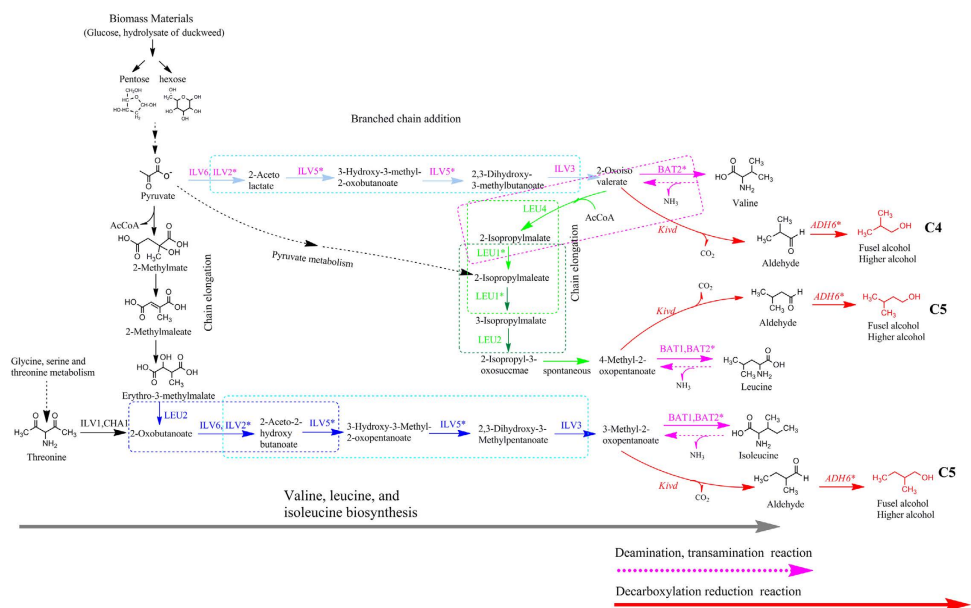 Biomass Materials
(Glucose, hydrolysate of duckweed)
Pentose
hexose
Branched chain addition
Pyruvate
ILV6, ILV2*
2-Aceto
lactate
ILV5*
3-Hydroxy-3-methyl-
2-oxobutanoate
ILV5*
2,3-Dihydroxy-
3-methylbutanoate
ILV3
2-Oxoiso
valerate
BAT2*
NH3
Valine
LEU4
AcCoA
2-Isopropylmalate
LEU1*
2-Isopropylmaleate
LEU1*
3-Isopropylmalate
LEU2
2-Isopropyl-3-
oxosuccmae
Chain elongation
spontaneous
4-Methyl-2-
oxopentanoate
BAT1,BAT2*
NH3
Leucine
Kivd
CO2
Aldehyde
ADH6*
Fusel alcohol
Higher alcohol
C4
Kivd
CO2
Aldehyde
ADH6*
Fusel alcohol
Higher alcohol
C5
Pyruvate metabolism
AcCoA
2-Methylmate
2-Methylmaleate
Erythro-3-methylmalate
Chain elongation
LEU2
Glycine, serine and
threonine metabolism
Threonine
ILV1,CHA1
2-Oxobutanoate
ILV6, ILV2*
2-Aceto-2-
hydroxy
butanoate
ILV5*
3-Hydroxy-3-Methyl-
2-oxopentanoate
ILV5*
2,3-Dihydroxy-3-
Methylpentanoate
ILV3
3-Methyl-2-
oxopentanoate
BAT1,BAT2*
NH3
Isoleucine
Kivd
CO2
Aldehyde
ADH6*
Fusel alcohol
Higher alcohol
C5
Valine, leucine, and
isoleucine biosynthesis
Deamination, transamination reaction
Decarboxylation reduction reaction